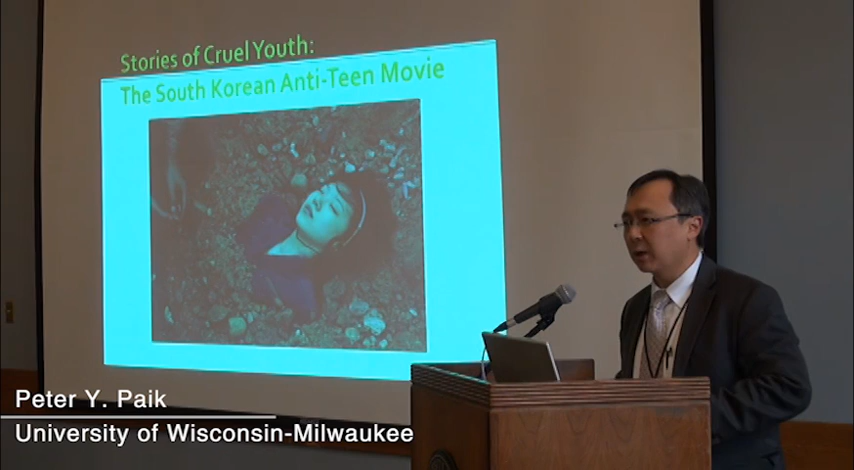 Stories of Cruel Youth:
The South Korean Anti-Teen Movie
Peter Y. Paik
University of Wisconsin-Milwaukee